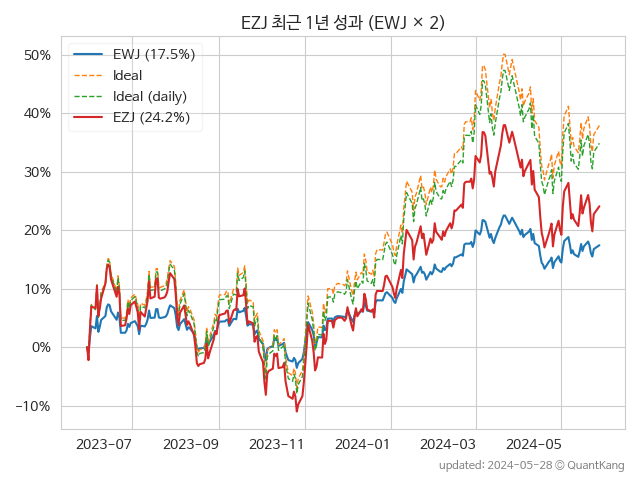 EZJ 최근 1년 성과 (EWJ × 2)
EWJ (17.5%)
Ideal
Ideal (daily)
EZJ (24.2%)
50%
40%
30%
20%
10%
0%
−10%
2023-07 2023-09 2023-11 2024-01 2024-03 2024-05
updated: 2024-05-28 © QuantKang